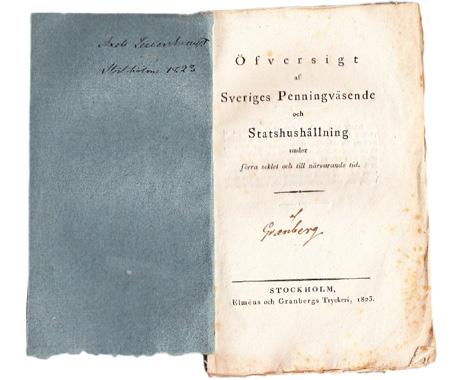 Stockholm 1823
Öfversigt
af
Sveriges Penningväsende
och
Statshushållning
under
förra seklet och till närvarande tid.
af
Granberg
STOCKHOLM,
Elméns och Granbergs Tryckeri, 1823.